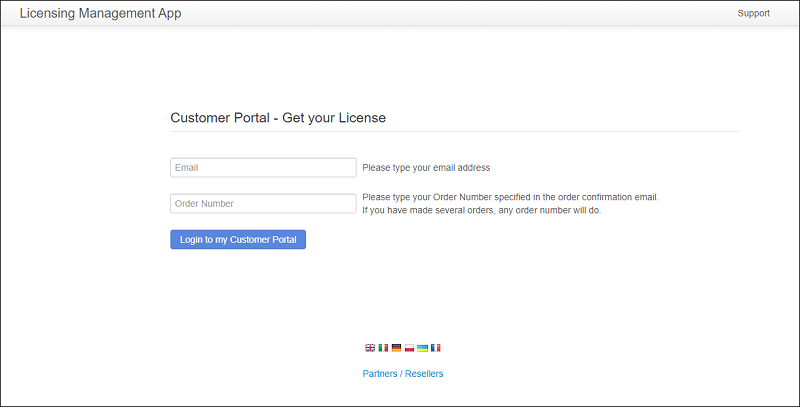 Licensing Management App
Support
Customer Portal - Get your License
Email
Please type your email address
Order Number
Please type your Order Number specified in the order confirmation email.
If you have made several orders, any order number will do.
Login to my Customer Portal
Partners / Resellers